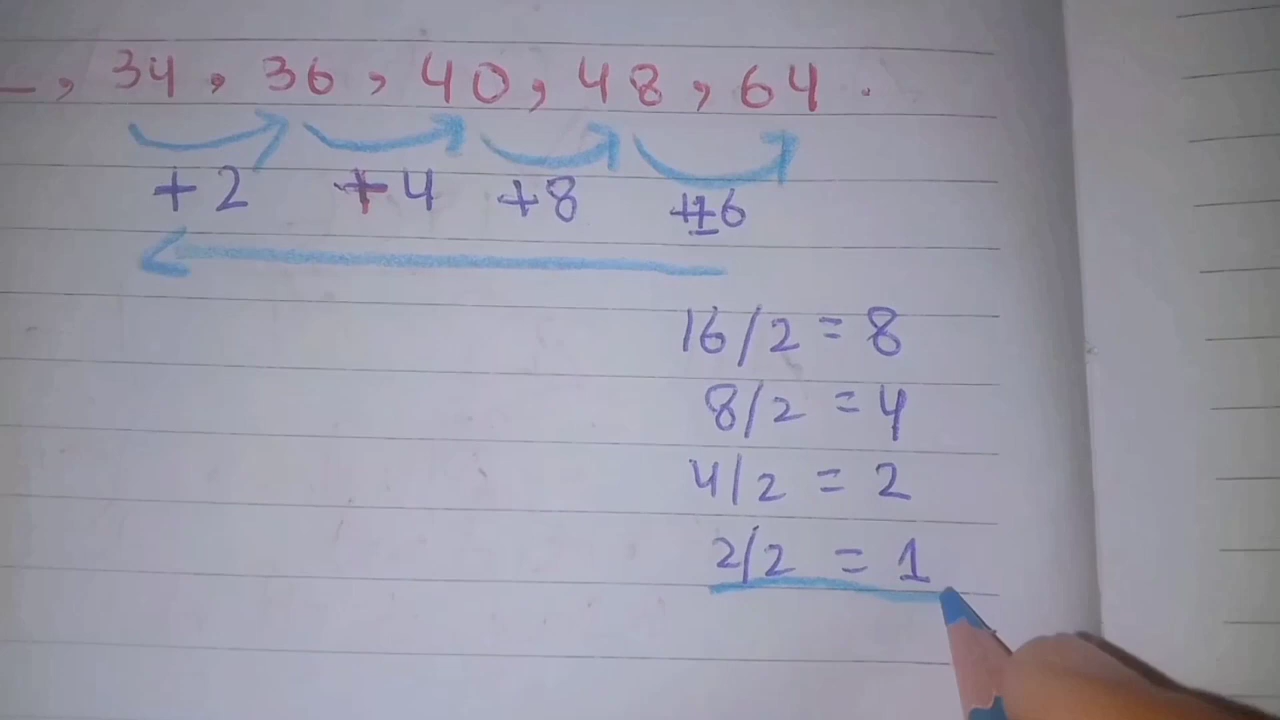 _, 34, 36, 40, 48, 64.
+2 +4 +8 +16
16/2 = 8
8/2 = 4
4/2 = 2
2/2 = 1